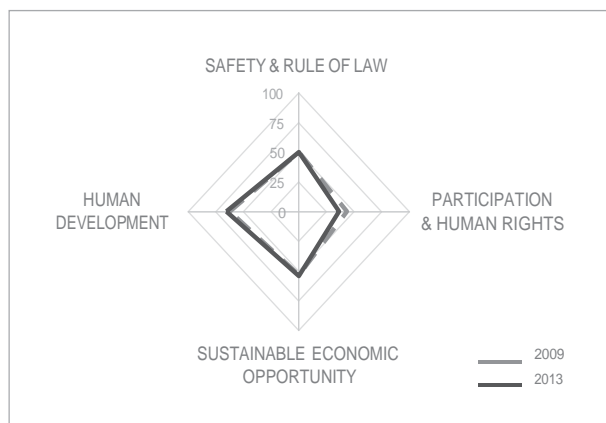 SAFETY & RULE OF LAW
100
75
50
25
0
HUMAN
DEVELOPMENT
PARTICIPATION
& HUMAN RIGHTS
SUSTAINABLE ECONOMIC
OPPORTUNITY
2009
2013